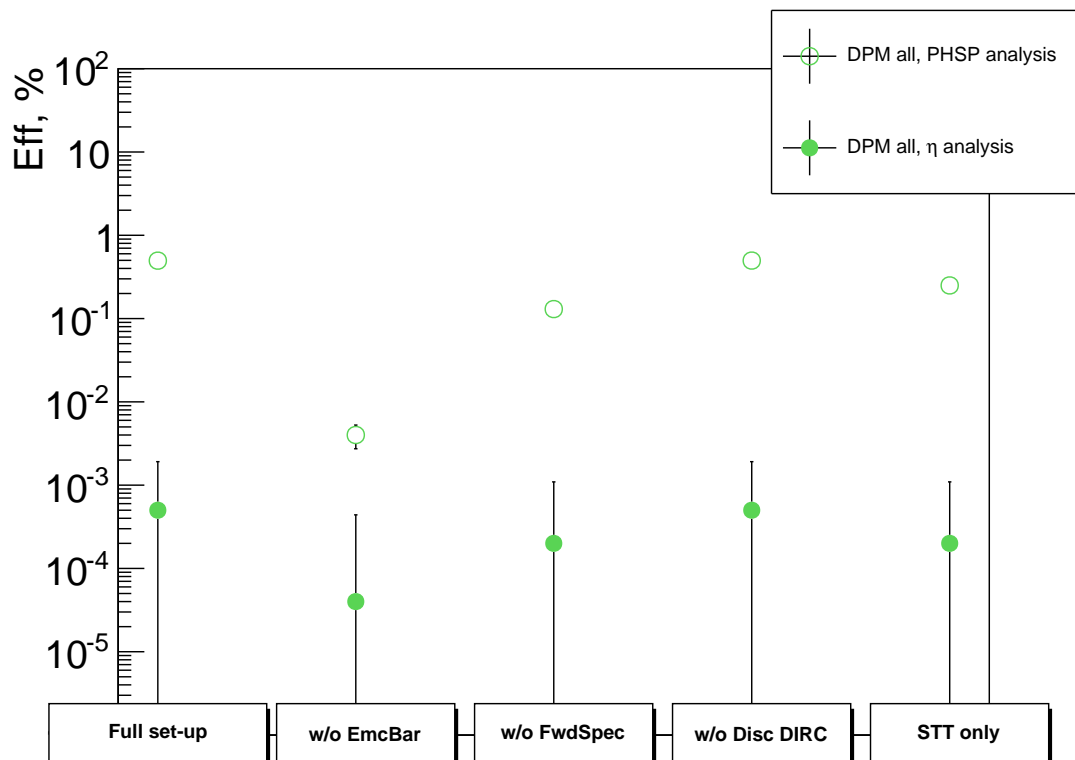 DPM all, PHSP analysis
DPM all, η analysis
Eff, %
10²
10
1
10⁻¹
10⁻²
10⁻³
10⁻⁴
10⁻⁵
Full set-up
w/o EmcBar
w/o FwdSpec
w/o Disc DIRC
STT only